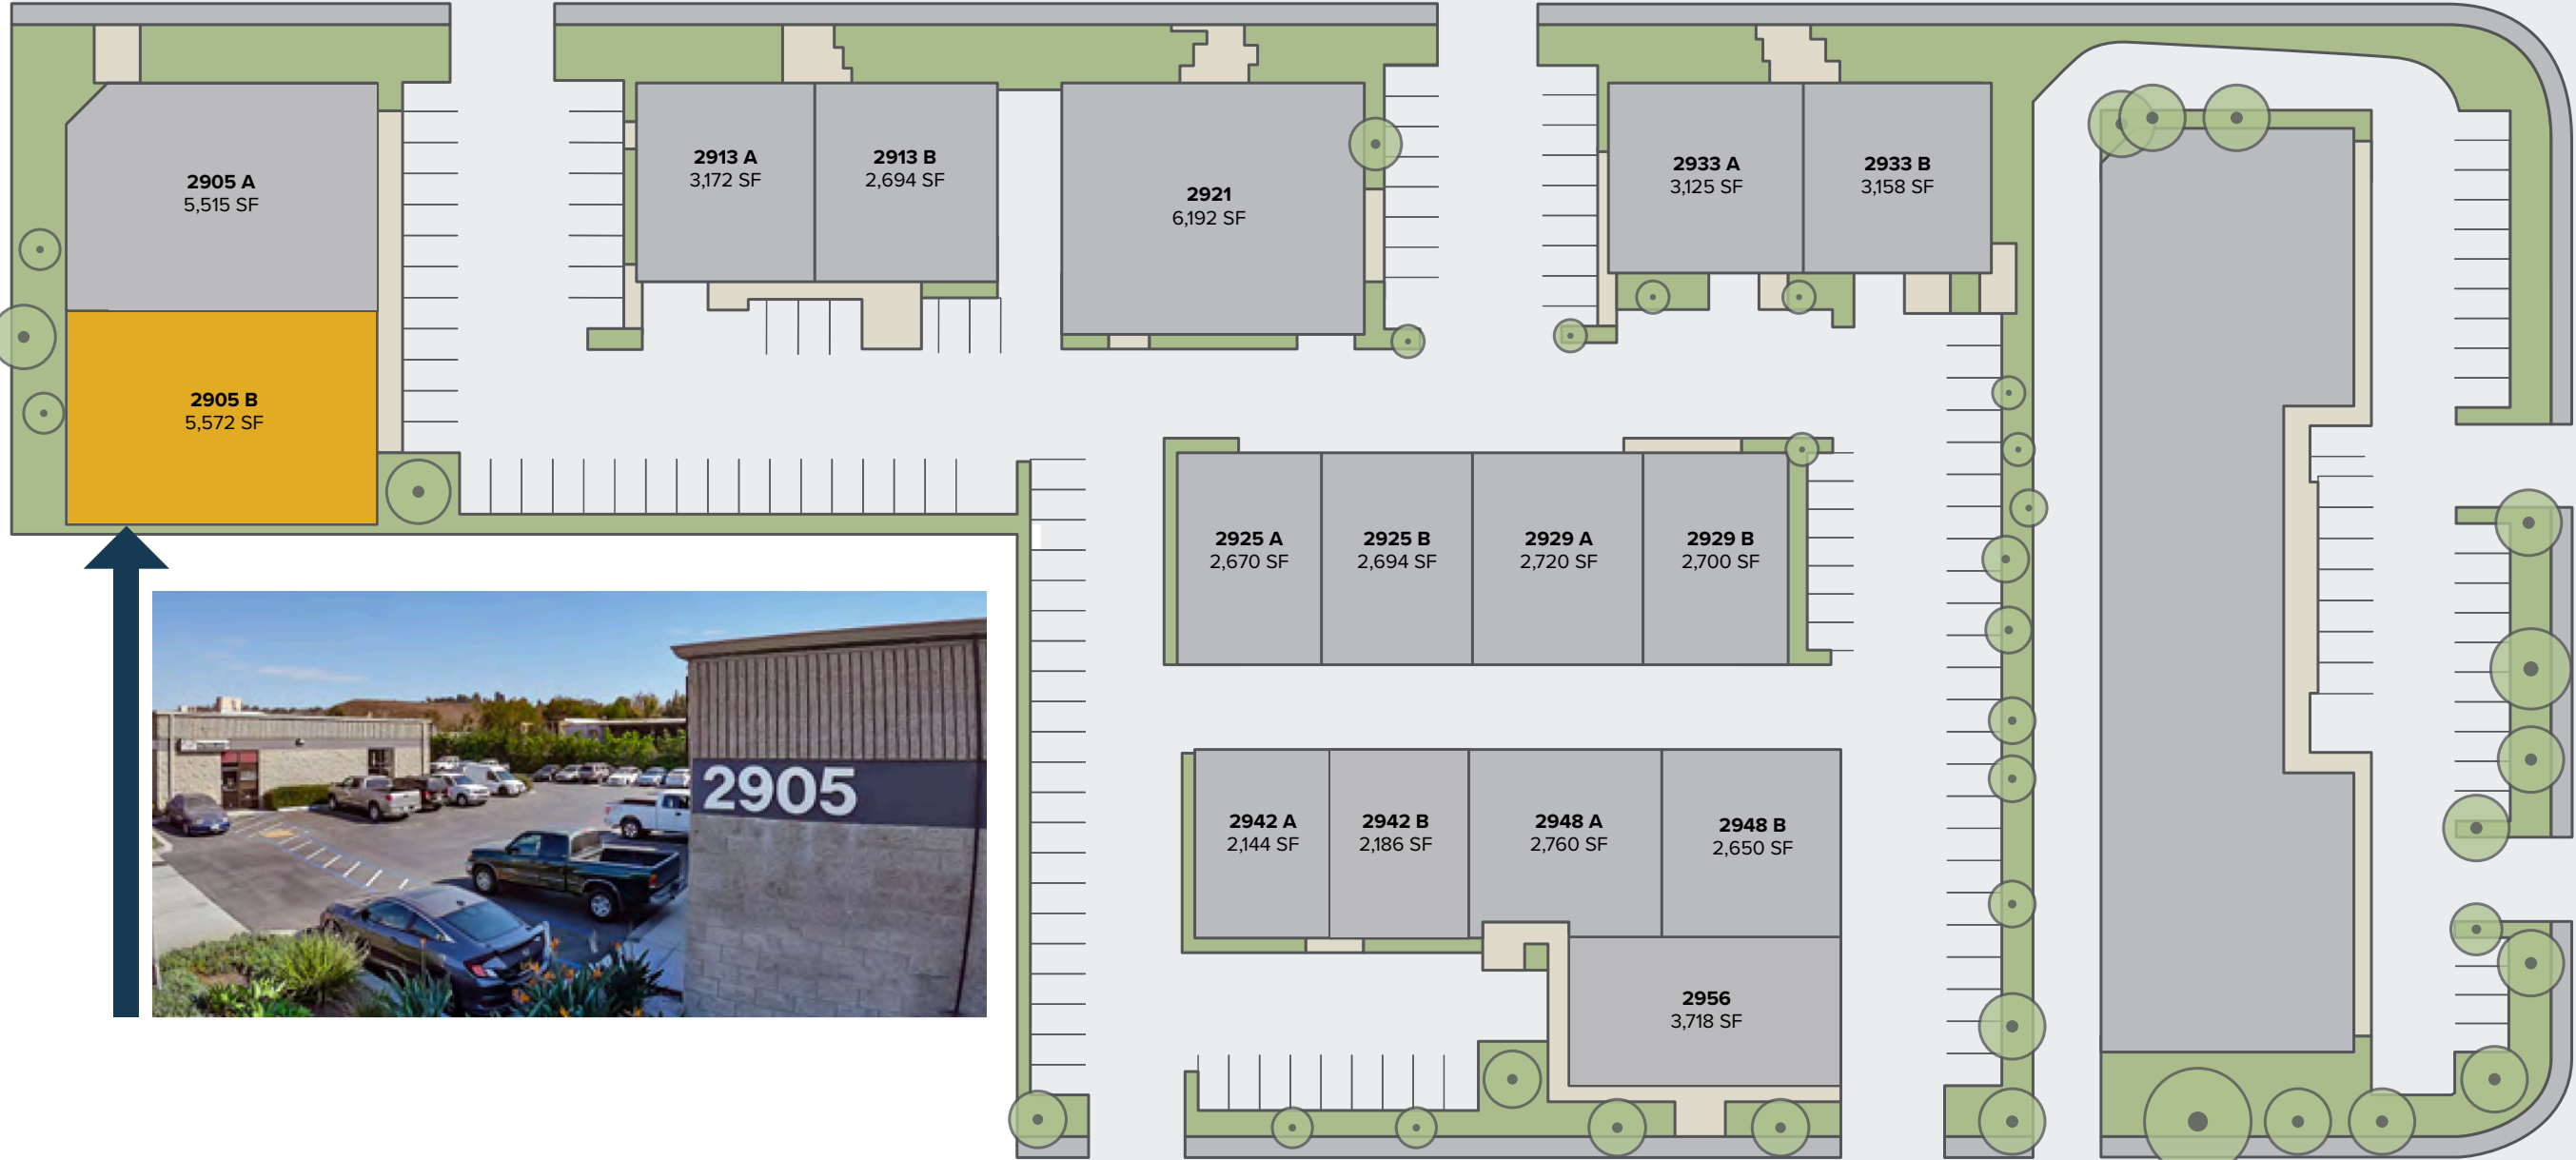 2905 A
5,515 SF
2905 B
5,572 SF
2913 A
3,172 SF
2913 B
2,694 SF
2921
6,192 SF
2933 A
3,125 SF
2933 B
3,158 SF
2925 A
2,670 SF
2925 B
2,694 SF
2929 A
2,720 SF
2929 B
2,700 SF
2905
2942 A
2,144 SF
2942 B
2,186 SF
2948 A
2,760 SF
2948 B
2,650 SF
2956
3,718 SF